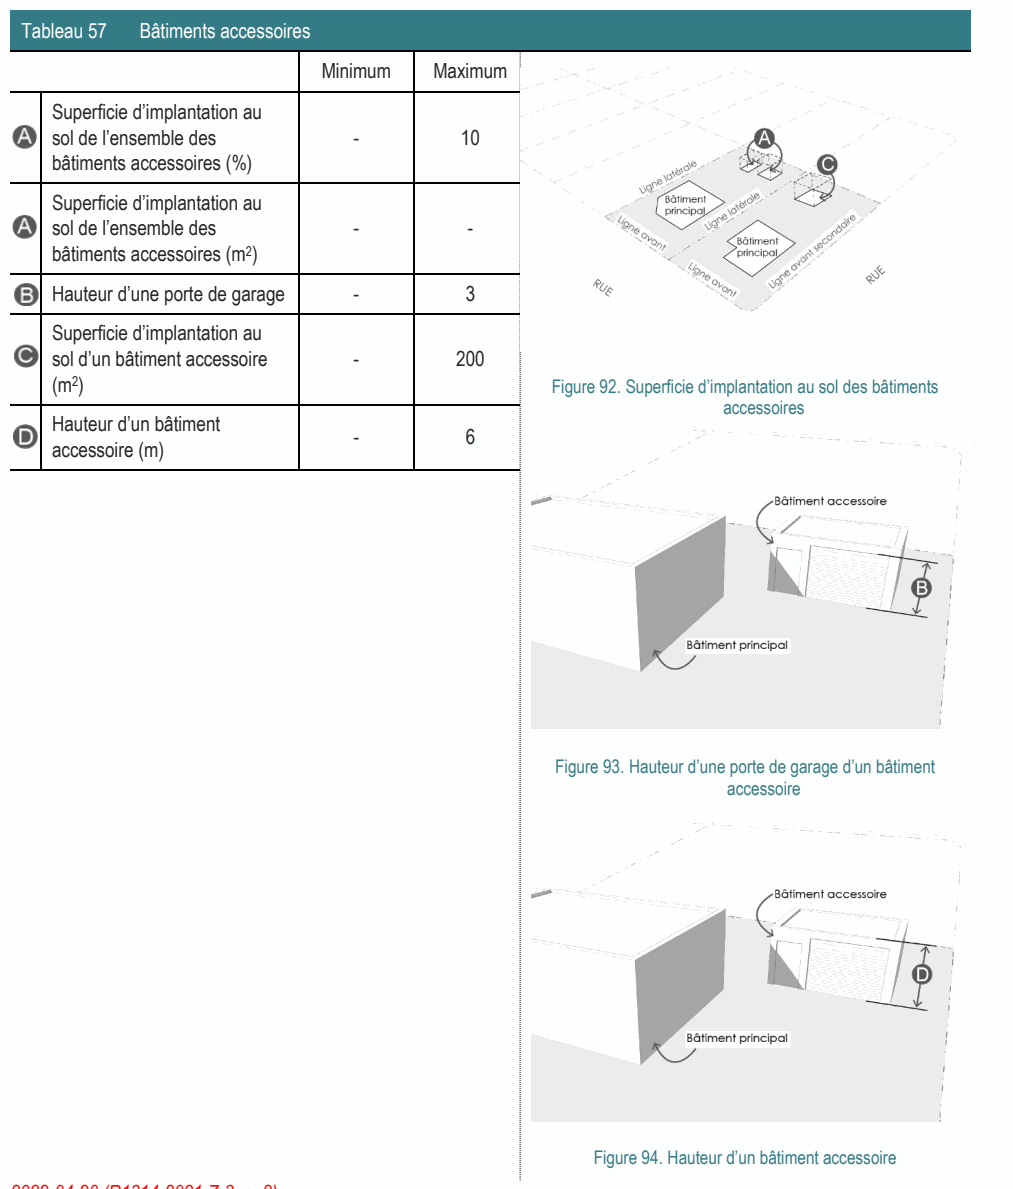 Tableau 57 Bâtiments accessoires
Minimum Maximum
A Superficie d’implantation au
sol de l’ensemble des
bâtiments accessoires (%)
- 10
A Superficie d’implantation au
sol de l’ensemble des
bâtiments accessoires (m²)
- -
B Hauteur d’une porte de garage - 3
C Superficie d’implantation au
sol d’un bâtiment accessoire
(m²)
- 200
D Hauteur d’un bâtiment
accessoire (m)
- 6
A
C
Ligne latérale
Bâtiment
principal
Ligne latérale
Ligne avant
Bâtiment
principal
Ligne avant secondaire
Ligne avant
RUE
RUE
Figure 92. Superficie d’implantation au sol des bâtiments
accessoires
Bâtiment accessoire
B
Bâtiment principal
Figure 93. Hauteur d’une porte de garage d’un bâtiment
accessoire
Bâtiment accessoire
D
Bâtiment principal
Figure 94. Hauteur d’un bâtiment accessoire